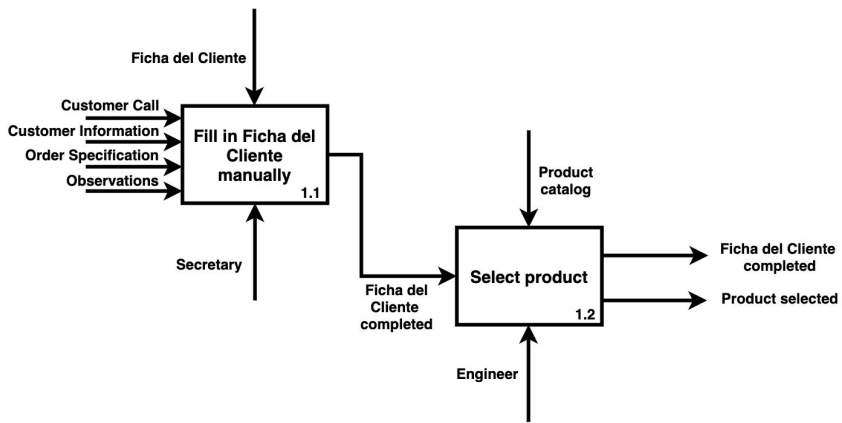 Ficha del Cliente
Customer Call
Customer Information
Order Specification
Observations
Fill in Ficha del
Cliente
manually
1.1
Secretary
Ficha del
Cliente
completed
Product
catalog
Select product
1.2
Engineer
Ficha del Cliente
completed
Product selected